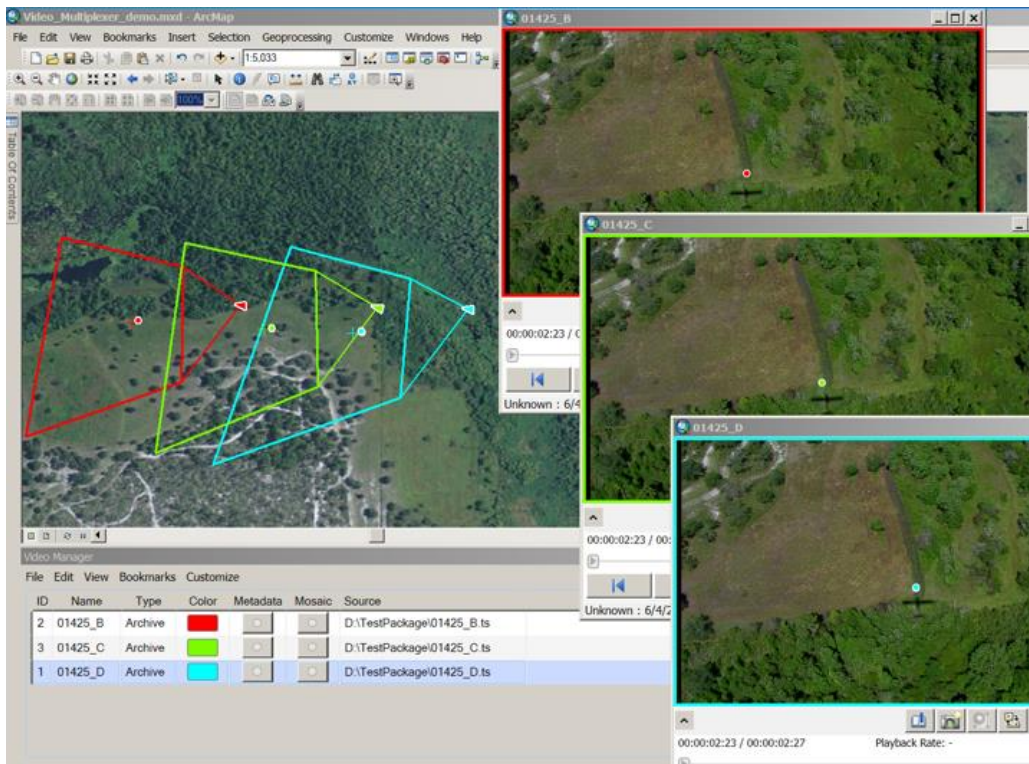 Video_Multiplexer_demo.mxd - ArcMap
File Edit View Bookmarks Insert Selection Geoprocessing Customize Windows Help
1:5,033
100%
Table Of Contents
01425_B
00:00:02:23 / 0
Unknown : 6/4/
01425_C
00:00:02:23 / 00:
Unknown : 6/4/2
01425_D
00:00:02:23 / 00:00:02:27 Playback Rate: -
Video Manager
File Edit View Bookmarks Customize
ID Name Type Color Metadata Mosaic Source
2 01425_B Archive D:\TestPackage\01425_B.ts
3 01425_C Archive D:\TestPackage\01425_C.ts
1 01425_D Archive D:\TestPackage\01425_D.ts